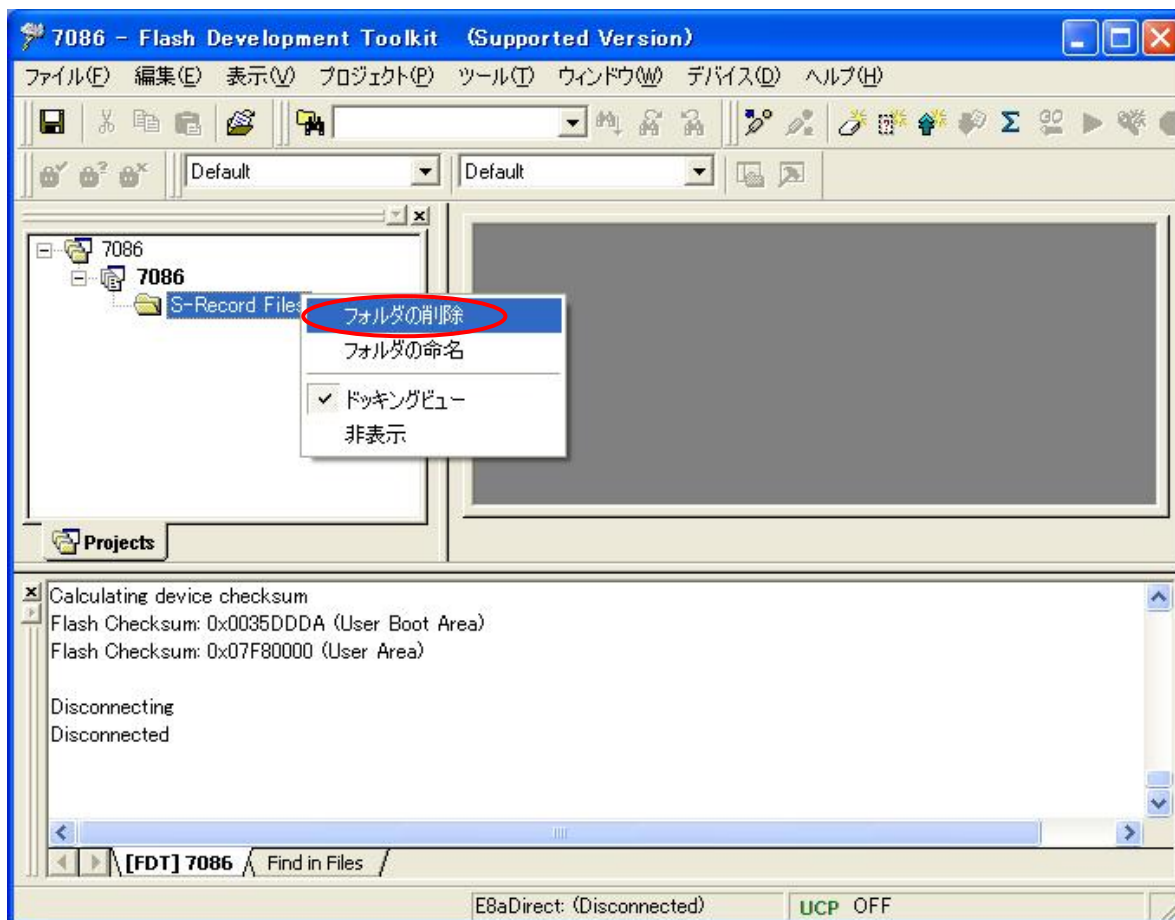 7086 - Flash Development Toolkit (Supported Version)
ファイル(F) 編集(E) 表示(V) プロジェクト(P) ツール(T) ウィンドウ(W) デバイス(D) ヘルプ(H)
Default Default
7086
7086
S-Record Files
フォルダの削除
フォルダの命名
ドッキングビュー
非表示
Projects
Calculating device checksum
Flash Checksum: 0x0035DDDA (User Boot Area)
Flash Checksum: 0x07F80000 (User Area)
Disconnecting
Disconnected
[FDT] 7086 Find in Files
E8aDirect: (Disconnected) UCP OFF